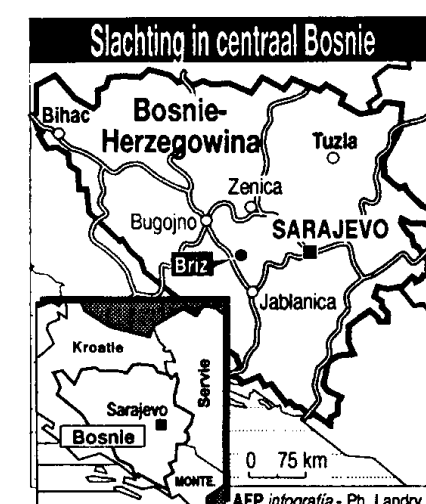 Slachting in centraal Bosnie
Bihac
Bosnie-
Herzegowina
Tuzla
Zenica
Bugojno
SARAJEVO
Briz
Jablanica
Kroatie
Servie
Sarajevo
Bosnie
MONTE.
0 75 km
AFP infografia - Ph. Landry